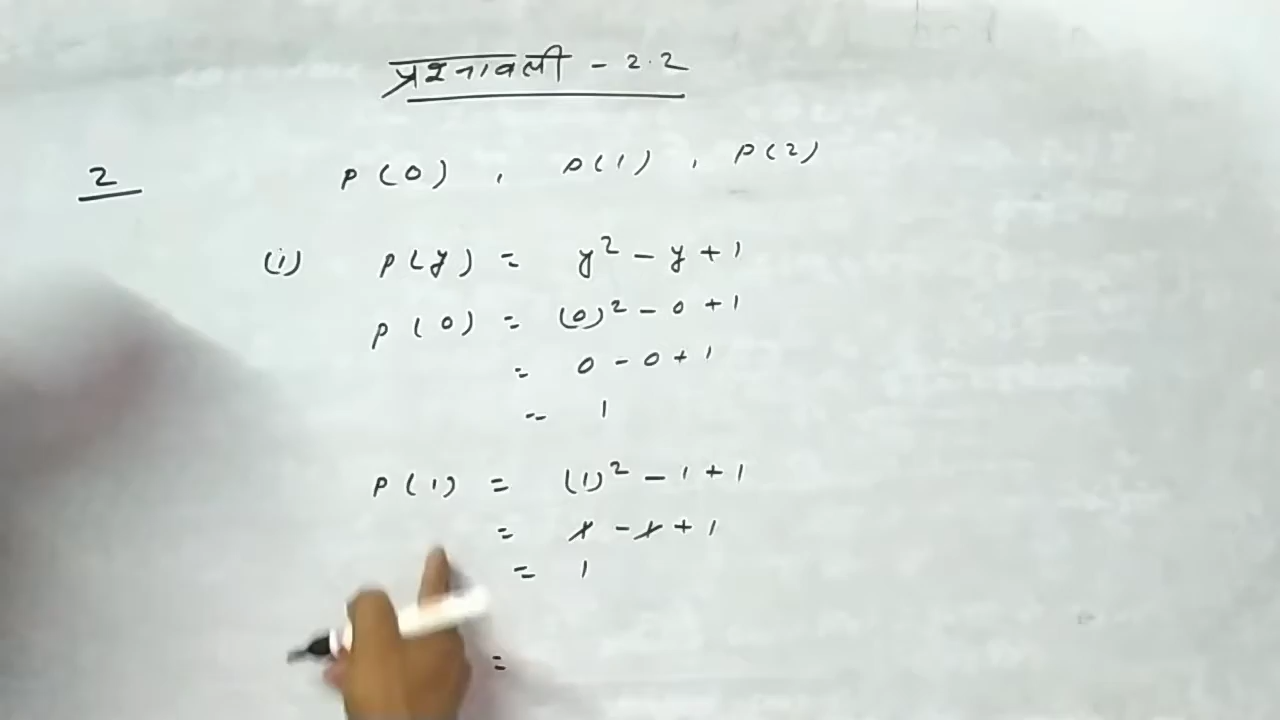 प्रश्नावली - 2.2
2 P(0) , P(1) , P(2)
(i) P(y) = y² - y + 1
P(0) = (0)² - 0 + 1
= 0 - 0 + 1
= 1
P(1) = (1)² - 1 + 1
= 1 - 1 + 1
= 1
=